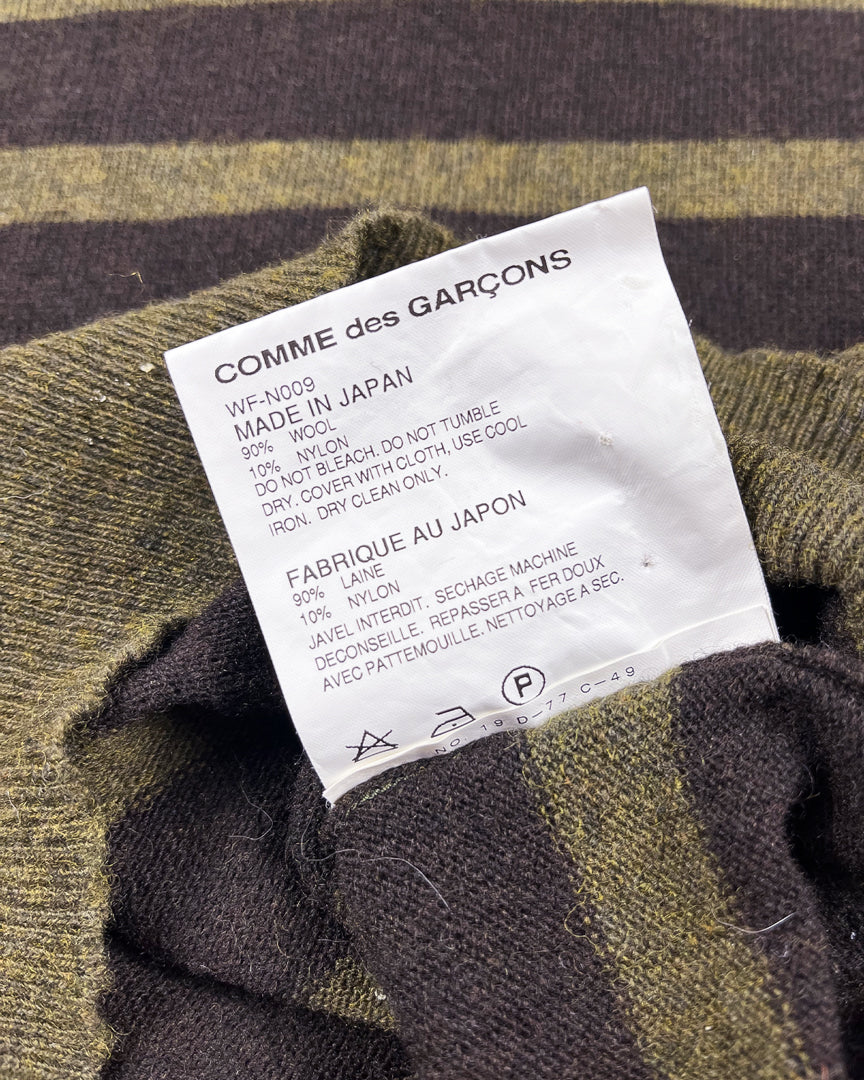 COMME des GARÇONS
WF-N009
MADE IN JAPAN
90% WOOL
10% NYLON
DO NOT BLEACH. DO NOT TUMBLE
DRY. COVER WITH CLOTH, USE COOL
IRON. DRY CLEAN ONLY.
FABRIQUE AU JAPON
90% LAINE
10% NYLON
JAVEL INTERDIT. SECHAGE MACHINE
DECONSEILLE. REPASSER A FER DOUX
AVEC PATTEMOUILLE. NETTOYAGE A SEC.
P
NO. 19 D-77 C-49